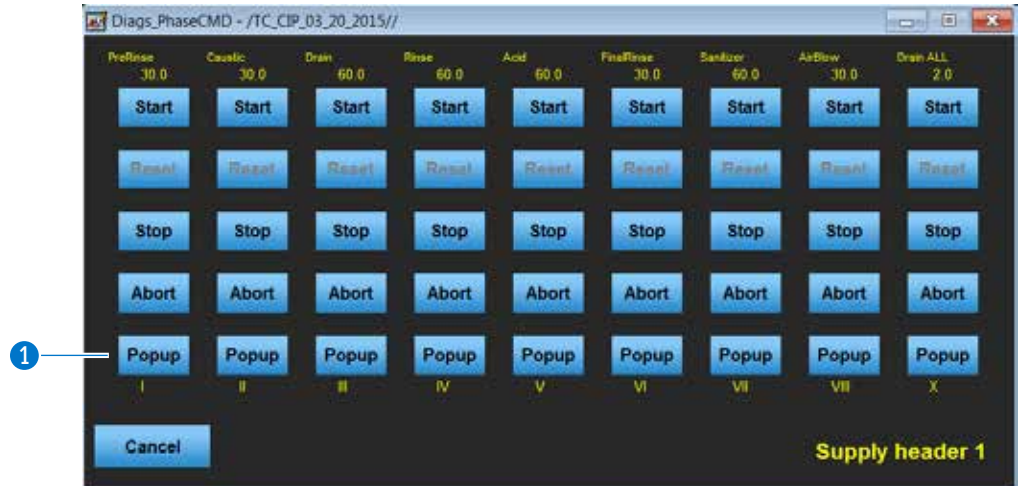 Diags_PhaseCMD - /TC_CIP_03_20_2015//
PreRinse Caustic Drain Rinse Acid FinalRinse Sanitizer AirBlow Drain ALL
30.0 30.0 60.0 60.0 60.0 30.0 60.0 30.0 2.0
Start Start Start Start Start Start Start Start Start
Reset Reset Reset Reset Reset Reset Reset Reset Reset
Stop Stop Stop Stop Stop Stop Stop Stop Stop
Abort Abort Abort Abort Abort Abort Abort Abort Abort
1 Popup Popup Popup Popup Popup Popup Popup Popup Popup
I II III IV V VI VII VIII X
Cancel
Supply header 1